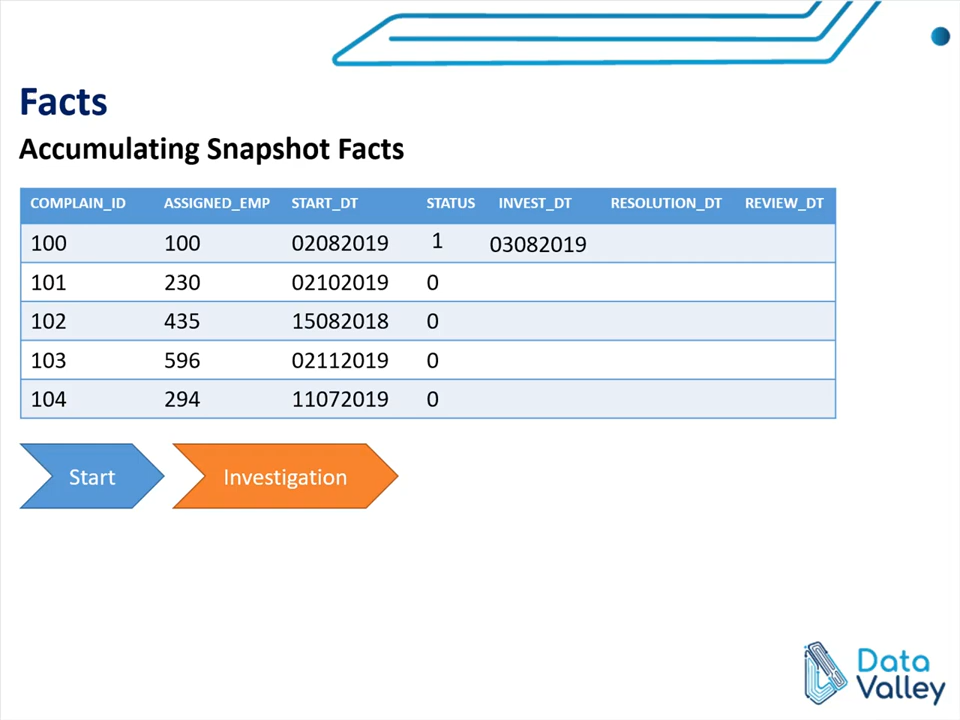 Facts
Accumulating Snapshot Facts
COMPLAIN_ID ASSIGNED_EMP START_DT STATUS INVEST_DT RESOLUTION_DT REVIEW_DT
100 100 02082019 1 03082019
101 230 02102019 0
102 435 15082018 0
103 596 02112019 0
104 294 11072019 0
Start Investigation
Data
Valley